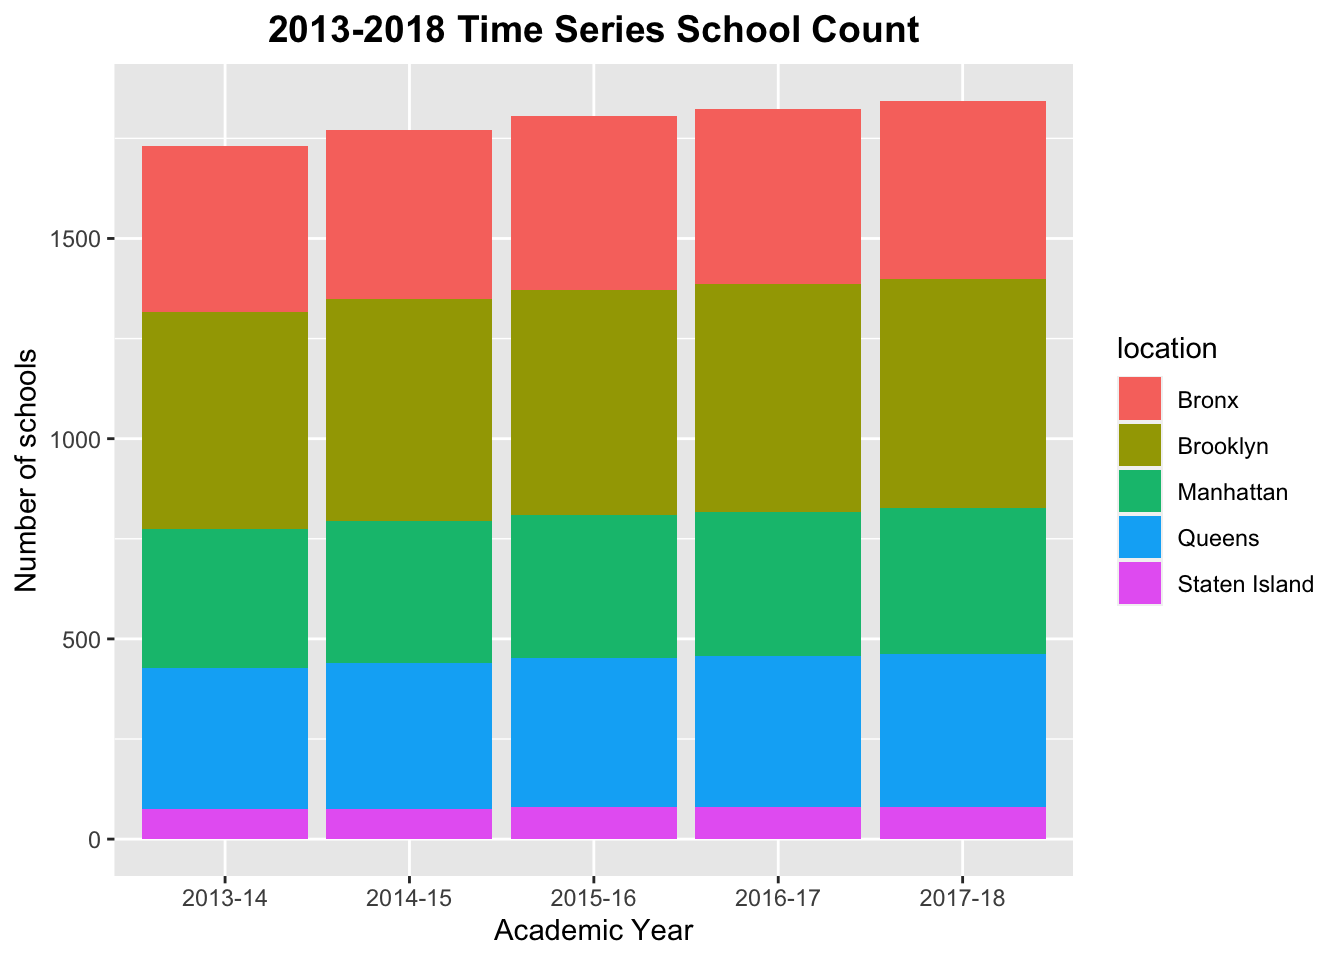 2013-2018 Time Series School Count
Number of schools
1500
1000
500
0
2013-14
2014-15
2015-16
2016-17
2017-18
Academic Year
location
Bronx
Brooklyn
Manhattan
Queens
Staten Island